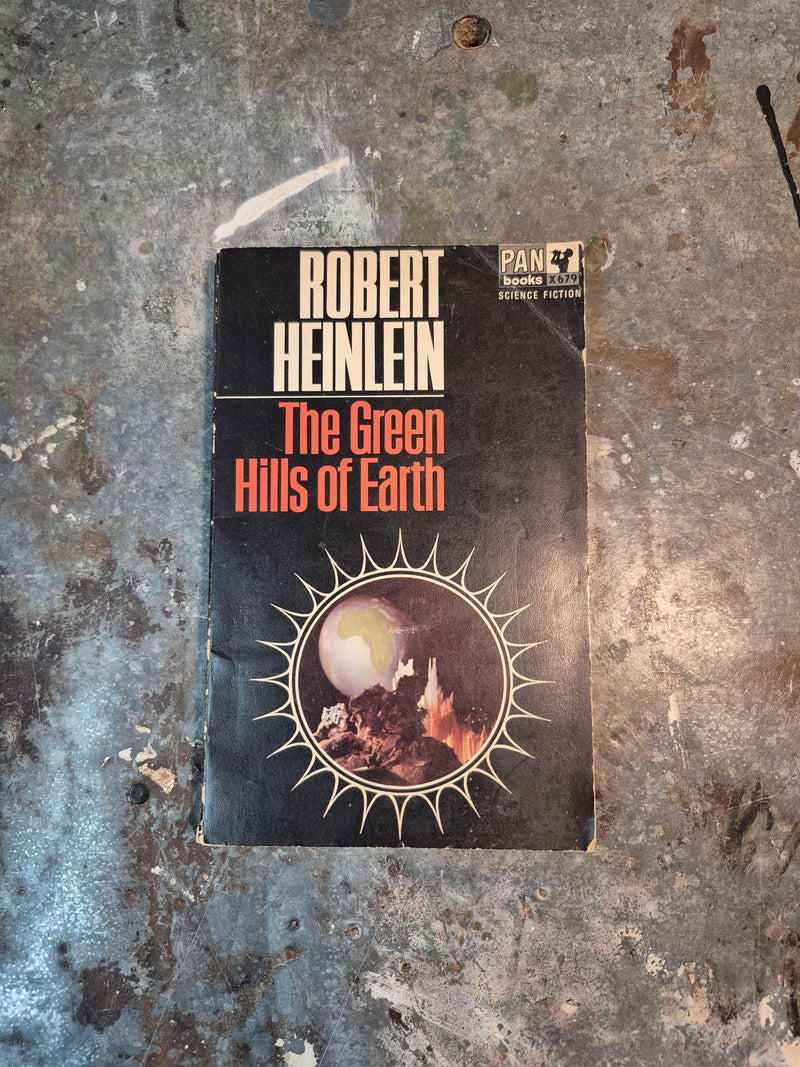 ROBERT
HEINLEIN
The Green
Hills of Earth
PAN
books X679
SCIENCE FICTION